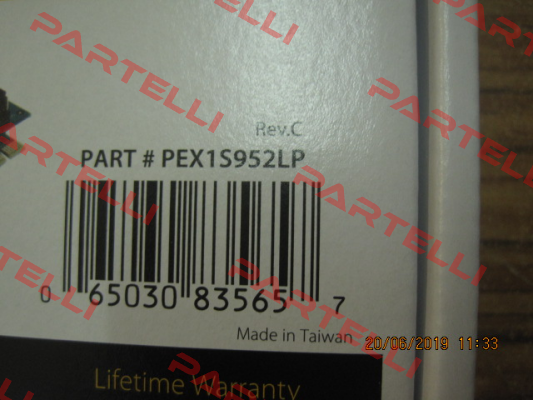 PARTELLI
PARTELLI
PARTELLI
Rev.C
PART # PEX1S952LP
PARTELLI
PARTELLI
PARTELLI
0 65030 83565 7
Made in Taiwan
20/06/2019 11:33
PARTELLI
PARTELLI
Lifetime Warranty